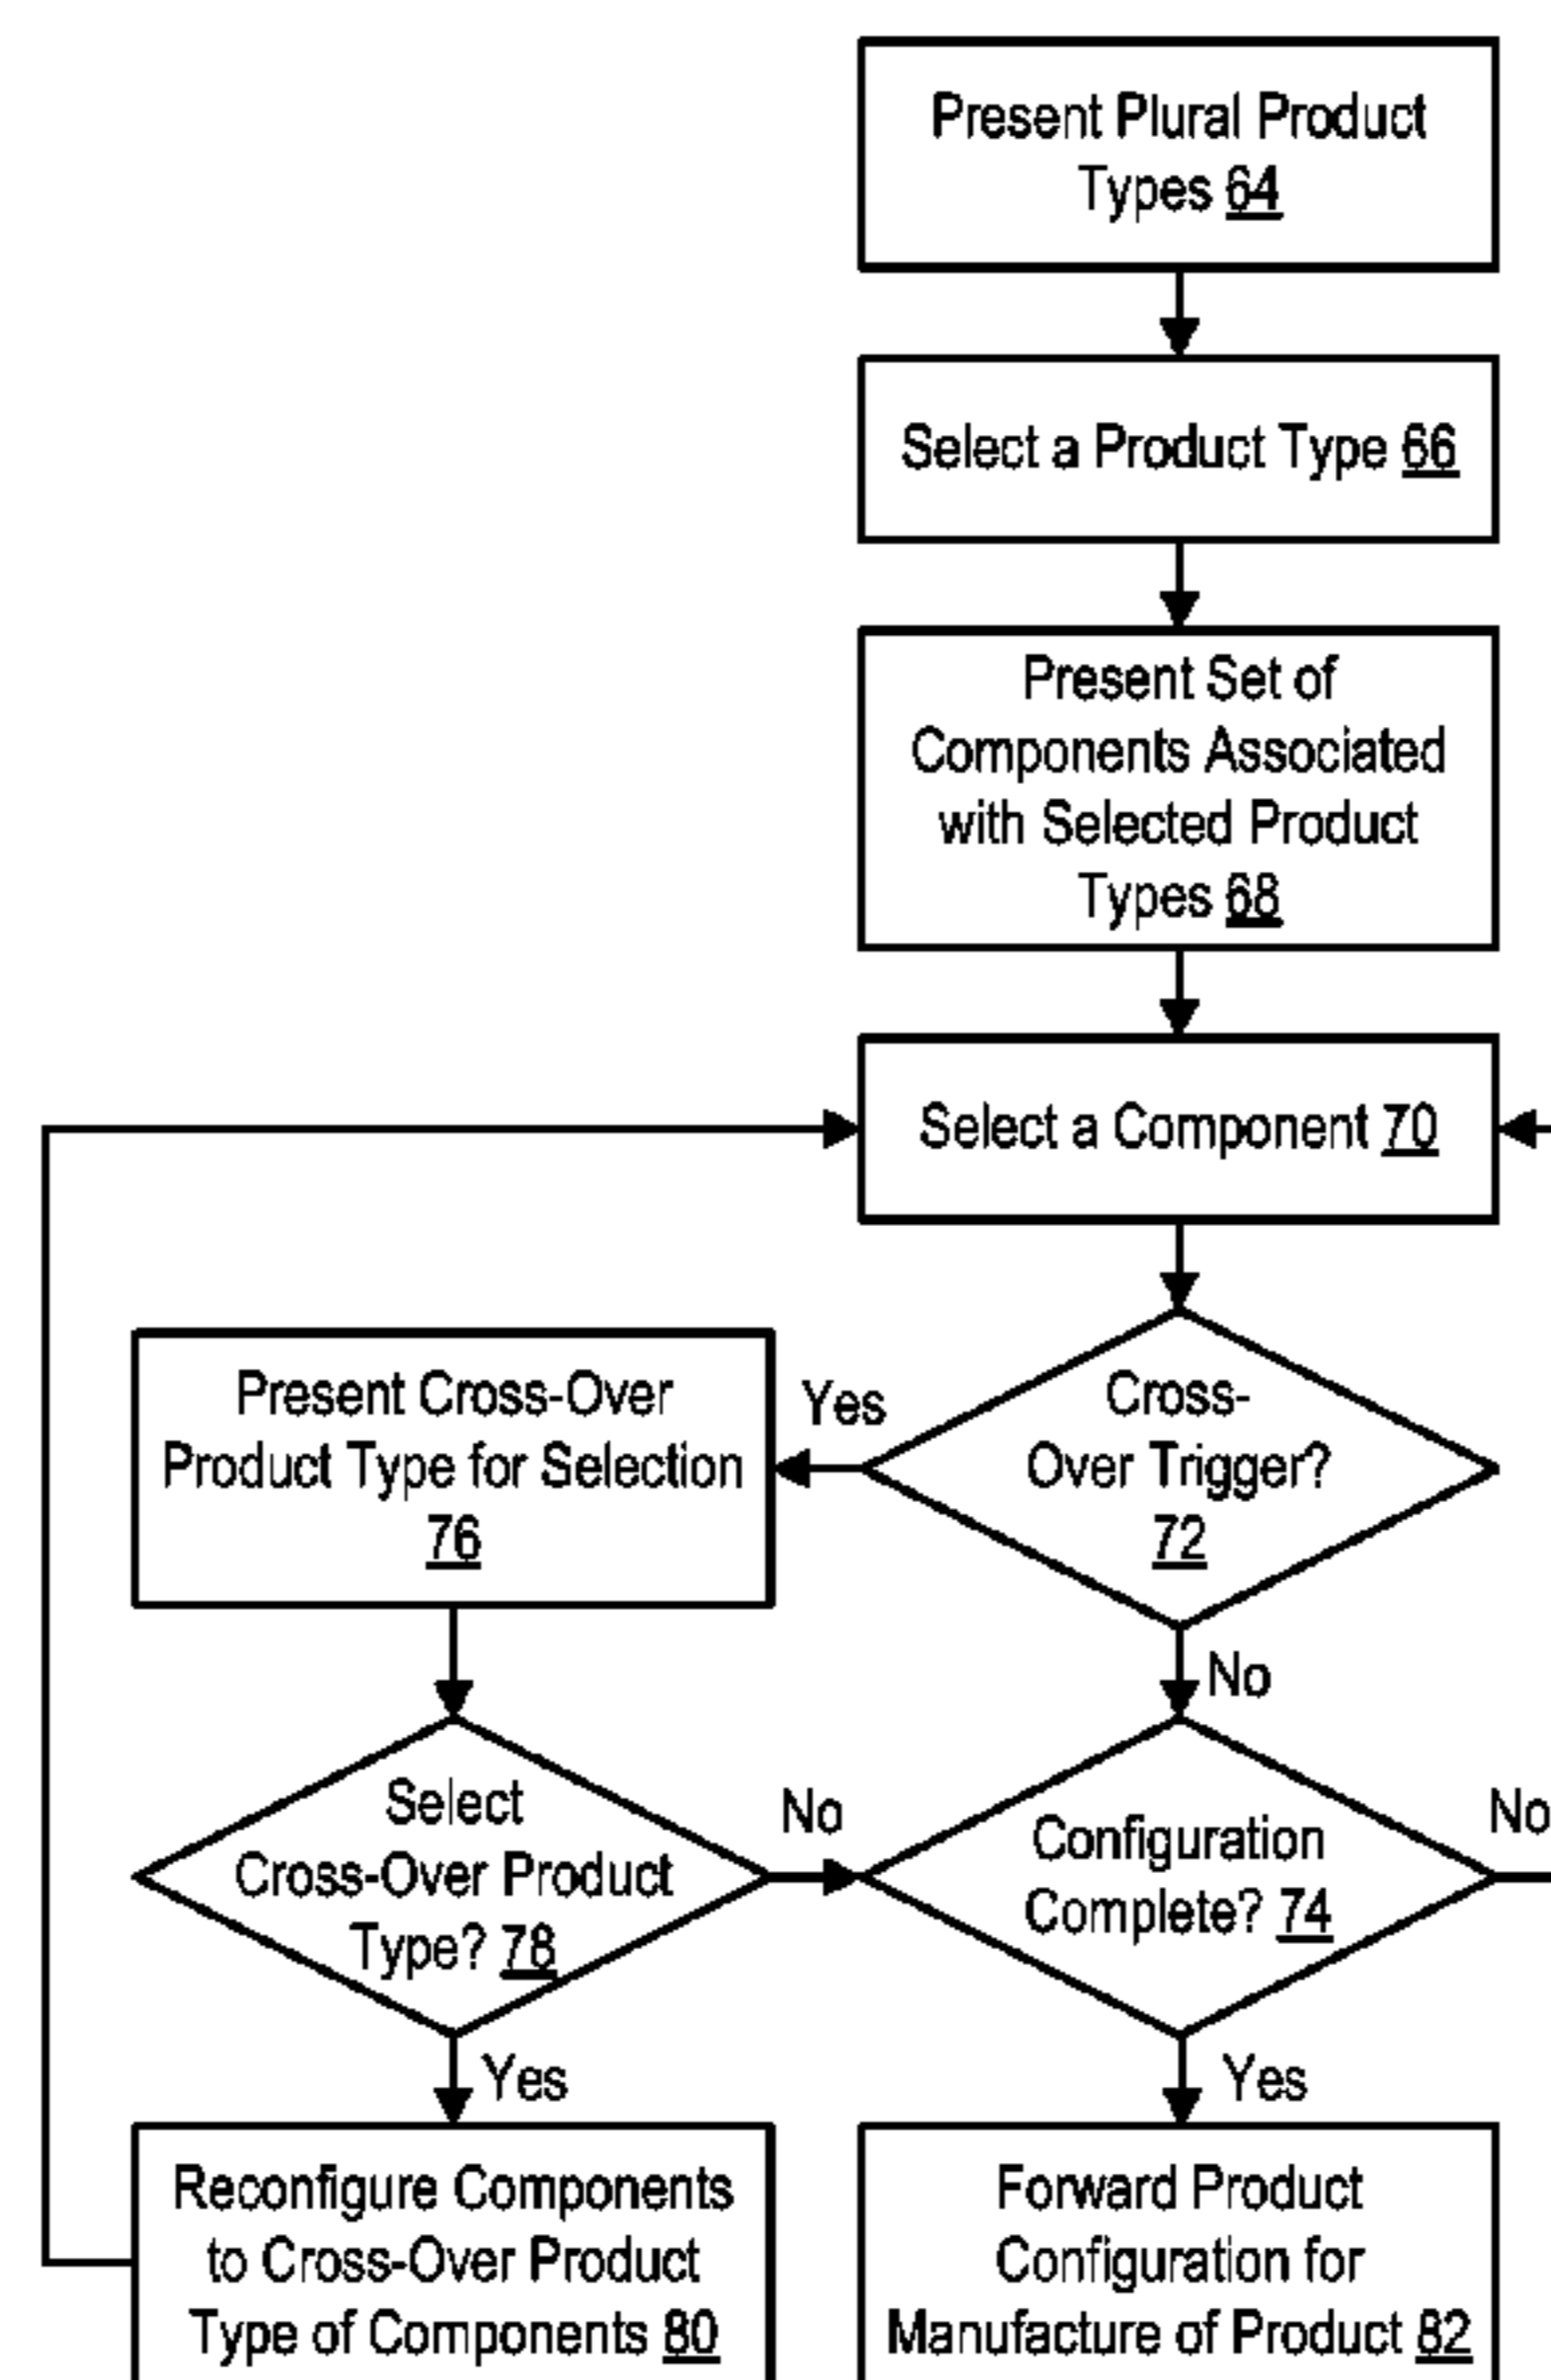 Present Plural Product
Types 64
Select a Product Type 66
Present Set of
Components Associated
with Selected Product
Types 68
Select a Component 70
Cross-
Over Trigger?
72
Yes
Present Cross-Over
Product Type for Selection
76
No
Select
Cross-Over Product
Type? 78
No
Configuration
Complete? 74
No
Yes
Yes
Reconfigure Components
to Cross-Over Product
Type of Components 80
Forward Product
Configuration for
Manufacture of Product 82